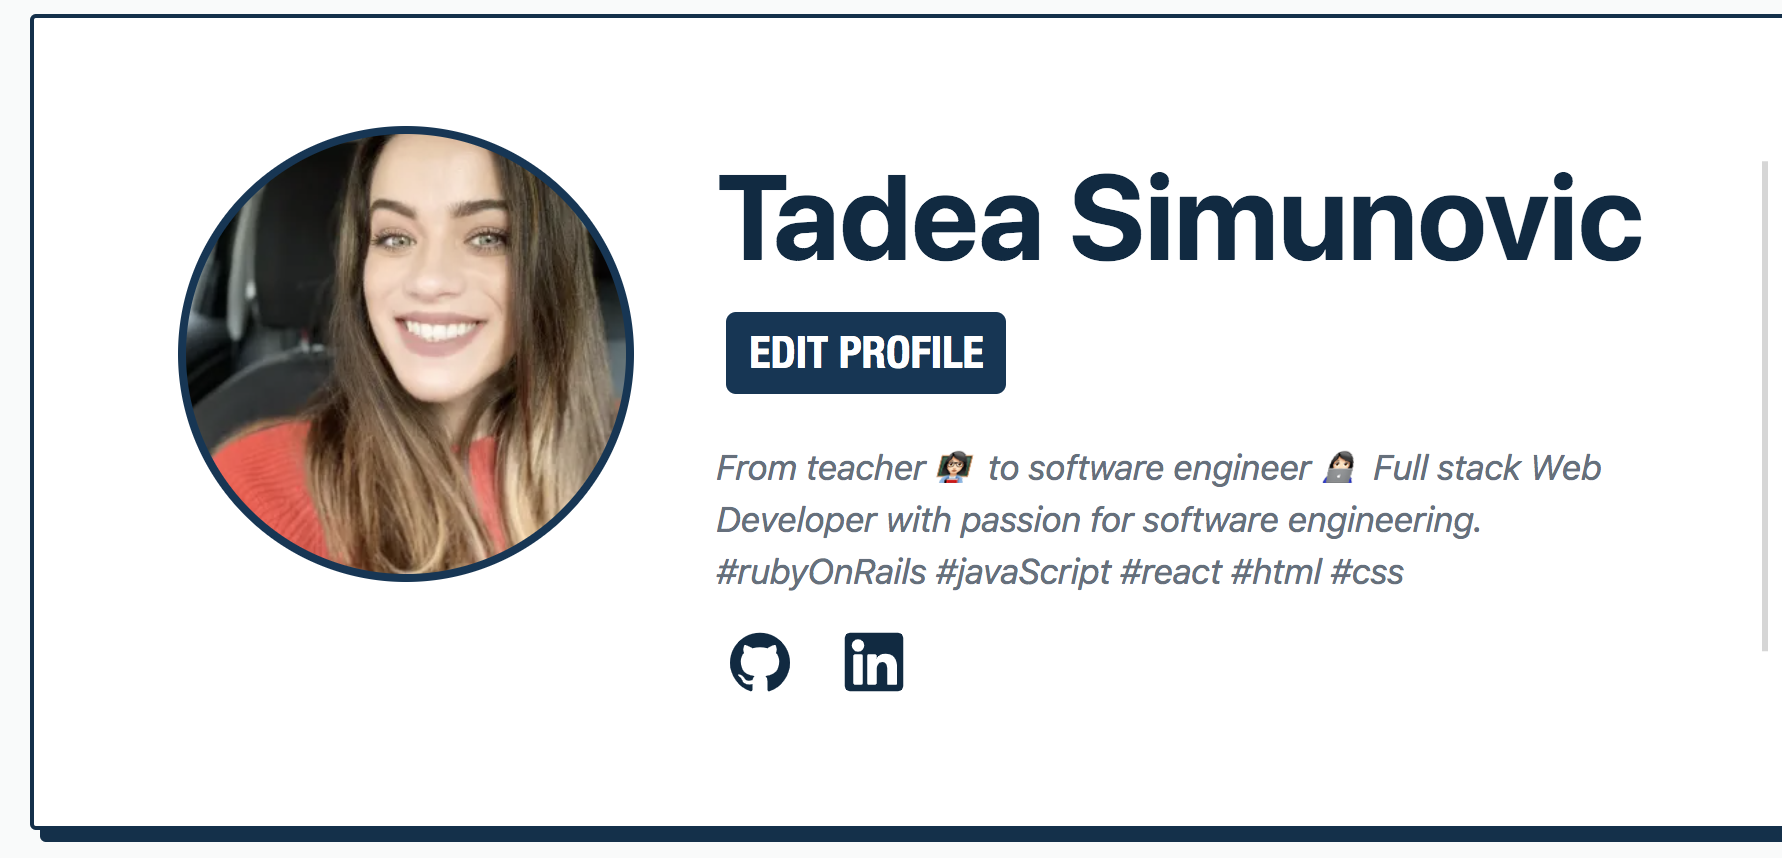 Tadea Simunovic
EDIT PROFILE
From teacher 👩🏻‍🏫 to software engineer 👩🏻‍💻 Full stack Web
Developer with passion for software engineering.
#rubyOnRails #javaScript #react #html #css
in